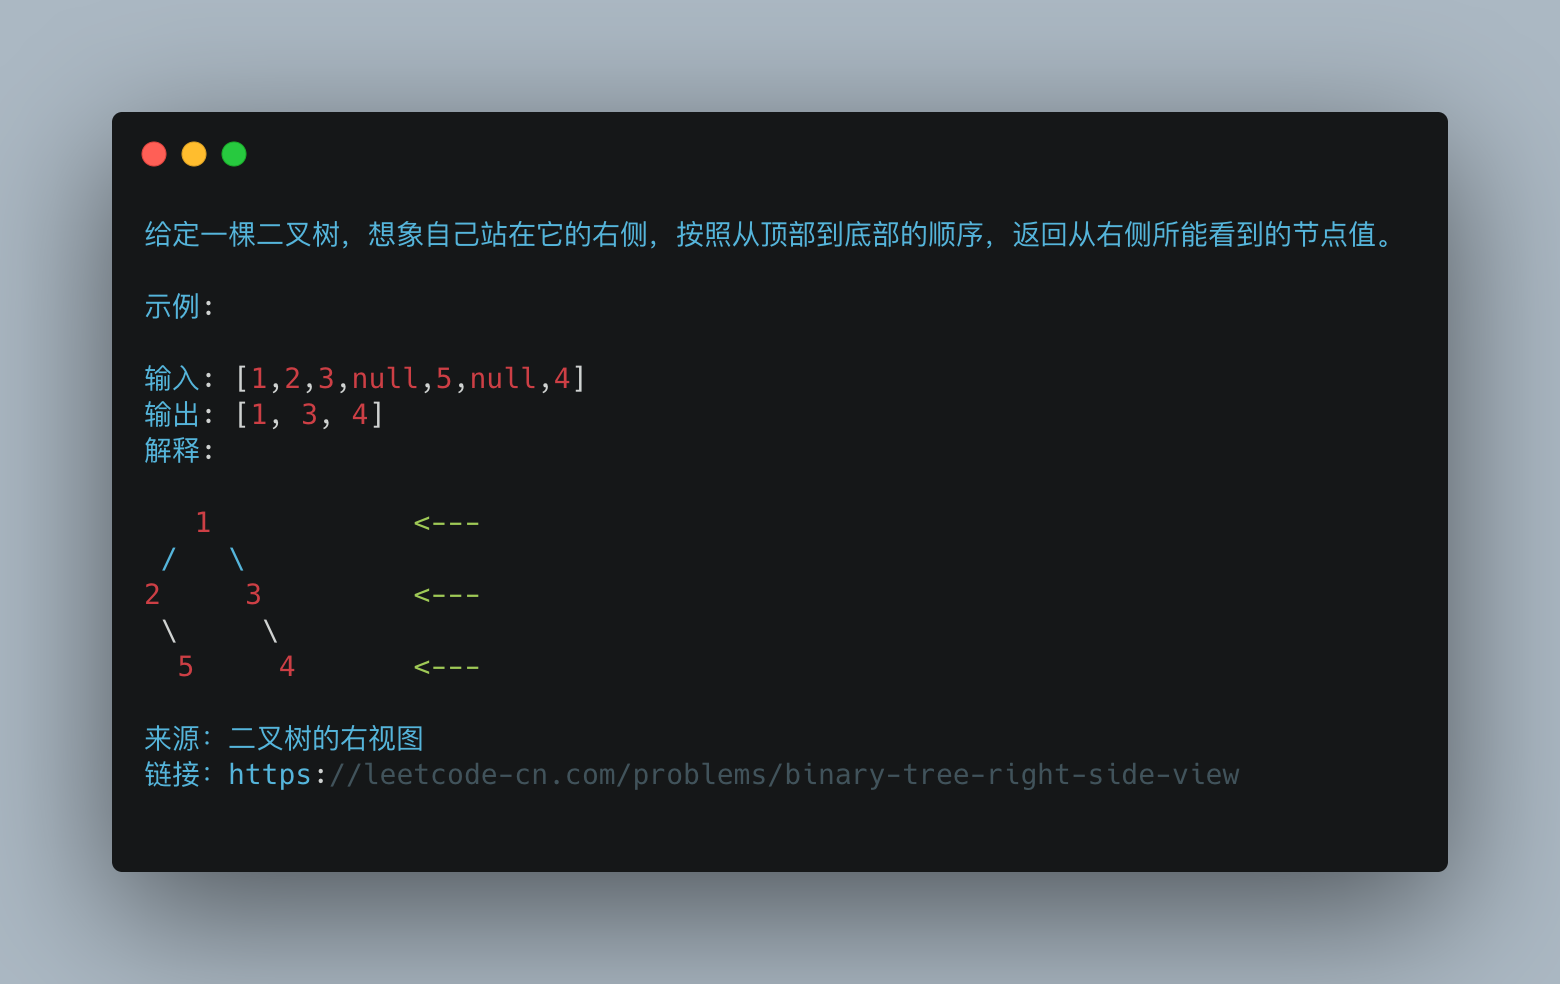 给定一棵二叉树，想象自己站在它的右侧，按照从顶部到底部的顺序，返回从右侧所能看到的节点值。
示例:
输入: [1,2,3,null,5,null,4]
输出: [1, 3, 4]
解释:
   1            <---
 /   \
2     3         <---
 \     \
  5     4       <---
来源：二叉树的右视图
链接：https://leetcode-cn.com/problems/binary-tree-right-side-view